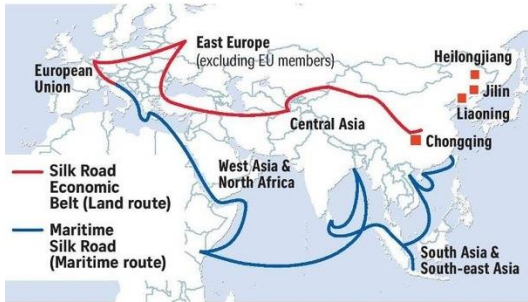 East Europe
(excluding EU members)
European
Union
Heilongjiang
Jilin
Liaoning
Central Asia
Chongqing
West Asia &
North Africa
Silk Road
Economic
Belt (Land route)
Maritime
Silk Road
(Maritime route)
South Asia &
South-east Asia